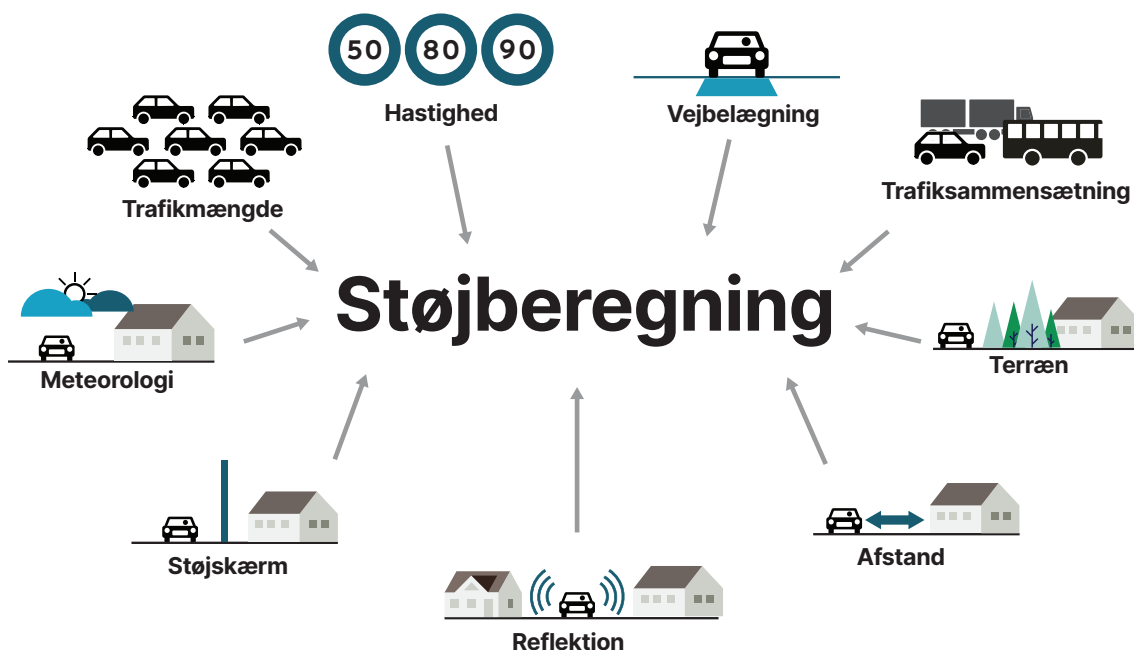 50 80 90
Hastighed
Vejbelægning
Trafikmængde
Trafiksammensætning
Støjberegning
Meteorologi
Terræn
Støjskærm
Afstand
Reflektion